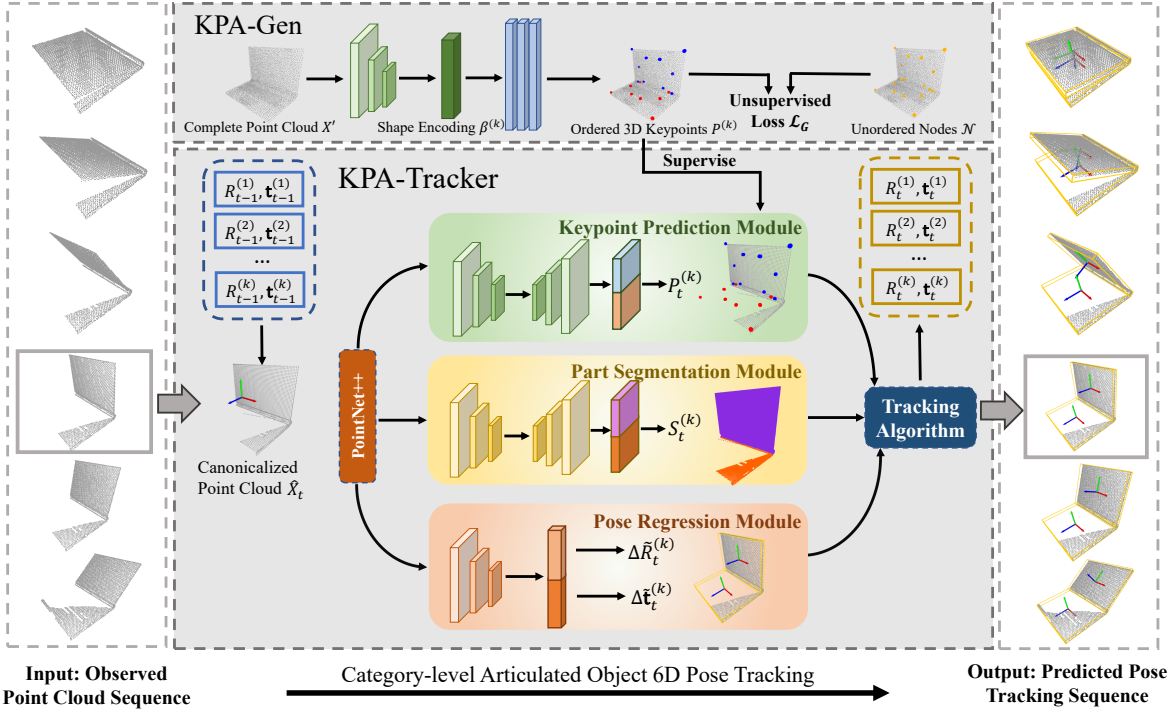 KPA-Gen
Complete Point Cloud X′
Shape Encoding β^(k)
Ordered 3D Keypoints P^(k)
Unsupervised
Loss ℒ_G
Unordered Nodes 𝒩
Supervise
KPA-Tracker
R_{t-1}^{(1)}, t_{t-1}^{(1)}
R_{t-1}^{(2)}, t_{t-1}^{(2)}
...
R_{t-1}^{(k)}, t_{t-1}^{(k)}
Canonicalized
Point Cloud X̂_t
PointNet++
Keypoint Prediction Module
P_t^{(k)}
Part Segmentation Module
S_t^{(k)}
Pose Regression Module
ΔR̃_t^{(k)}
Δt̃_t^{(k)}
R_t^{(1)}, t_t^{(1)}
R_t^{(2)}, t_t^{(2)}
...
R_t^{(k)}, t_t^{(k)}
Tracking
Algorithm
Input: Observed
Point Cloud Sequence
Category-level Articulated Object 6D Pose Tracking
Output: Predicted Pose
Tracking Sequence